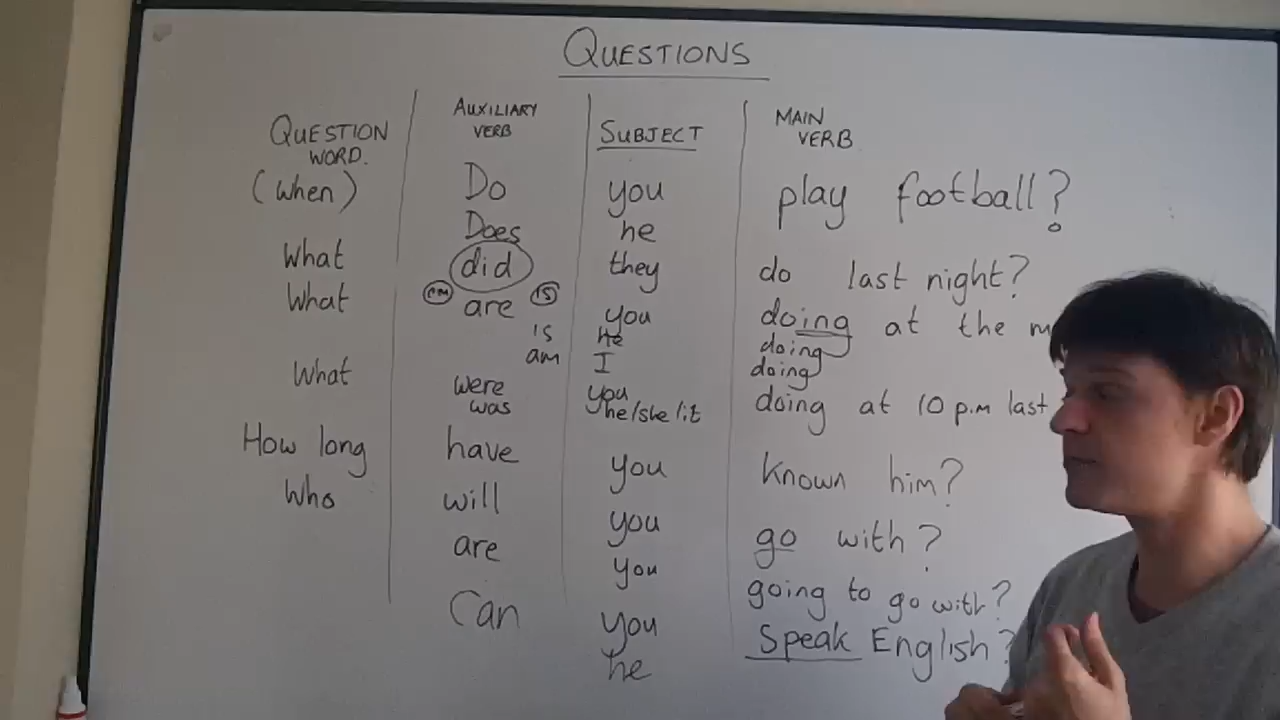 QUESTIONS
QUESTION WORD. AUXILIARY VERB SUBJECT MAIN VERB
(when) Do you play football?
Does he
What did they do last night?
What am are is you doing at the m
is he doing
am I doing
What were you doing at 10 p.m last
was he/she/it
How long have you known him?
Who will you go with?
are you going to go with?
Can you Speak English?
he